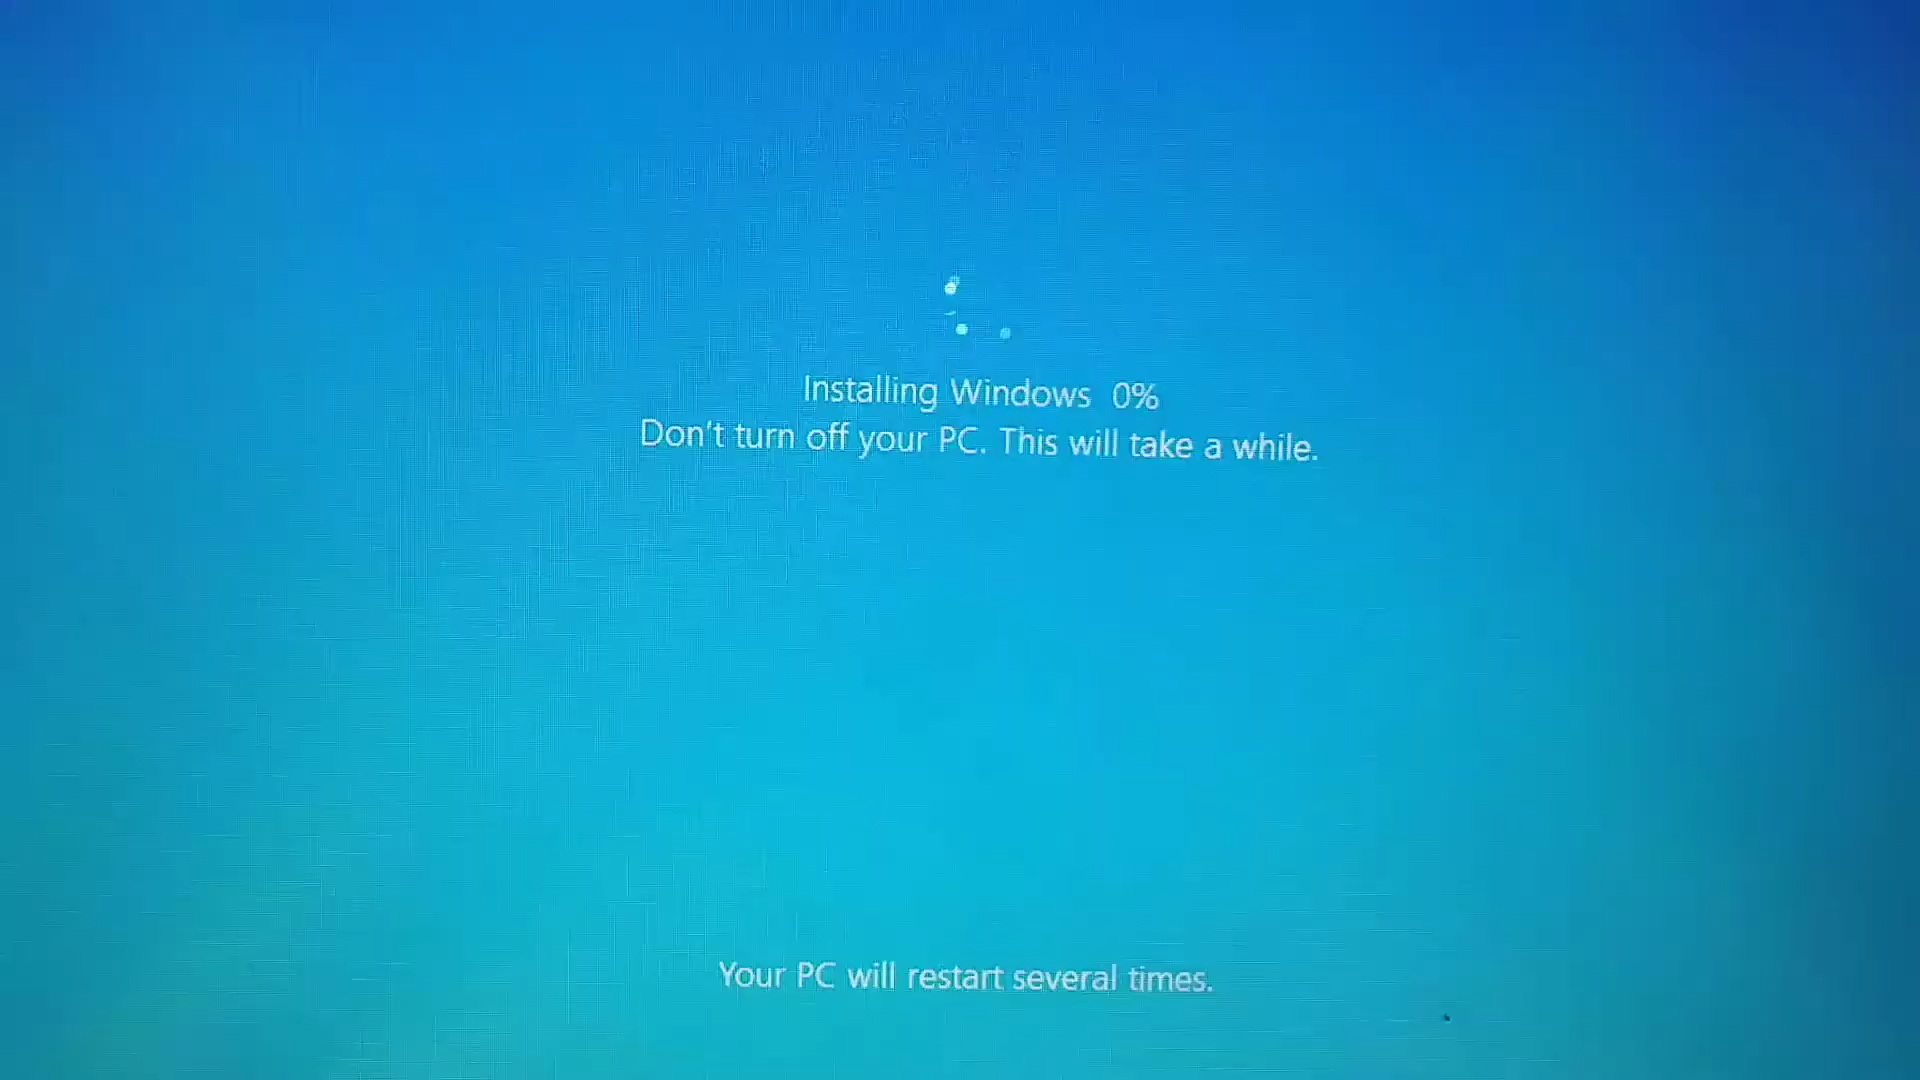 Installing Windows 0%
Don't turn off your PC. This will take a while.
Your PC will restart several times.